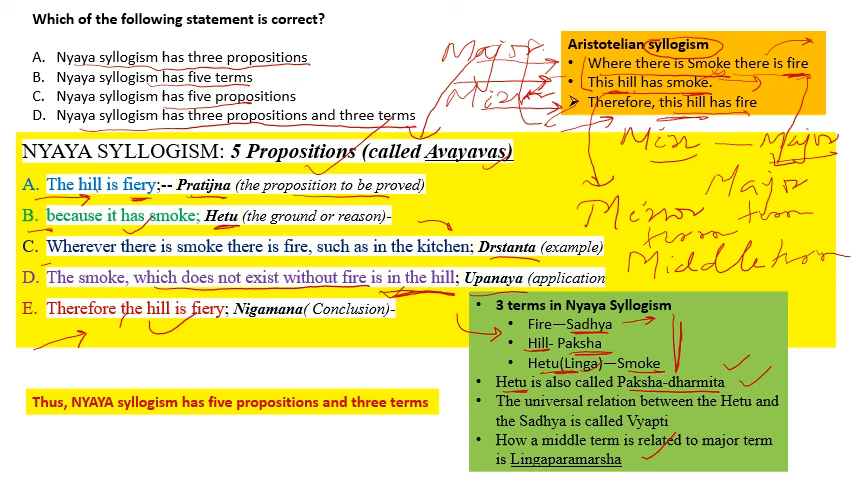 Which of the following statement is correct?
A. Nyaya syllogism has three propositions
B. Nyaya syllogism has five terms
C. Nyaya syllogism has five propositions
D. Nyaya syllogism has three propositions and three terms
Major
Aristotelian syllogism
• Where there is Smoke there is fire
• This hill has smoke.
➢ Therefore, this hill has fire
Major
Major
Minor term
term
Middle term
NYAYA SYLLOGISM: 5 Propositions (called Avayavas)
A. The hill is fiery;-- Pratijna (the proposition to be proved)
B. because it has smoke; Hetu (the ground or reason)-
C. Wherever there is smoke there is fire, such as in the kitchen; Drstanta (example)
D. The smoke, which does not exist without fire is in the hill; Upanaya (application
E. Therefore the hill is fiery; Nigamana( Conclusion)-
• 3 terms in Nyaya Syllogism
• Fire—Sadhya
• Hill- Paksha
• Hetu(Linga)—Smoke
• Hetu is also called Paksha-dharmita
• The universal relation between the Hetu and
the Sadhya is called Vyapti
• How a middle term is related to major term
is Lingaparamarsha
Thus, NYAYA syllogism has five propositions and three terms